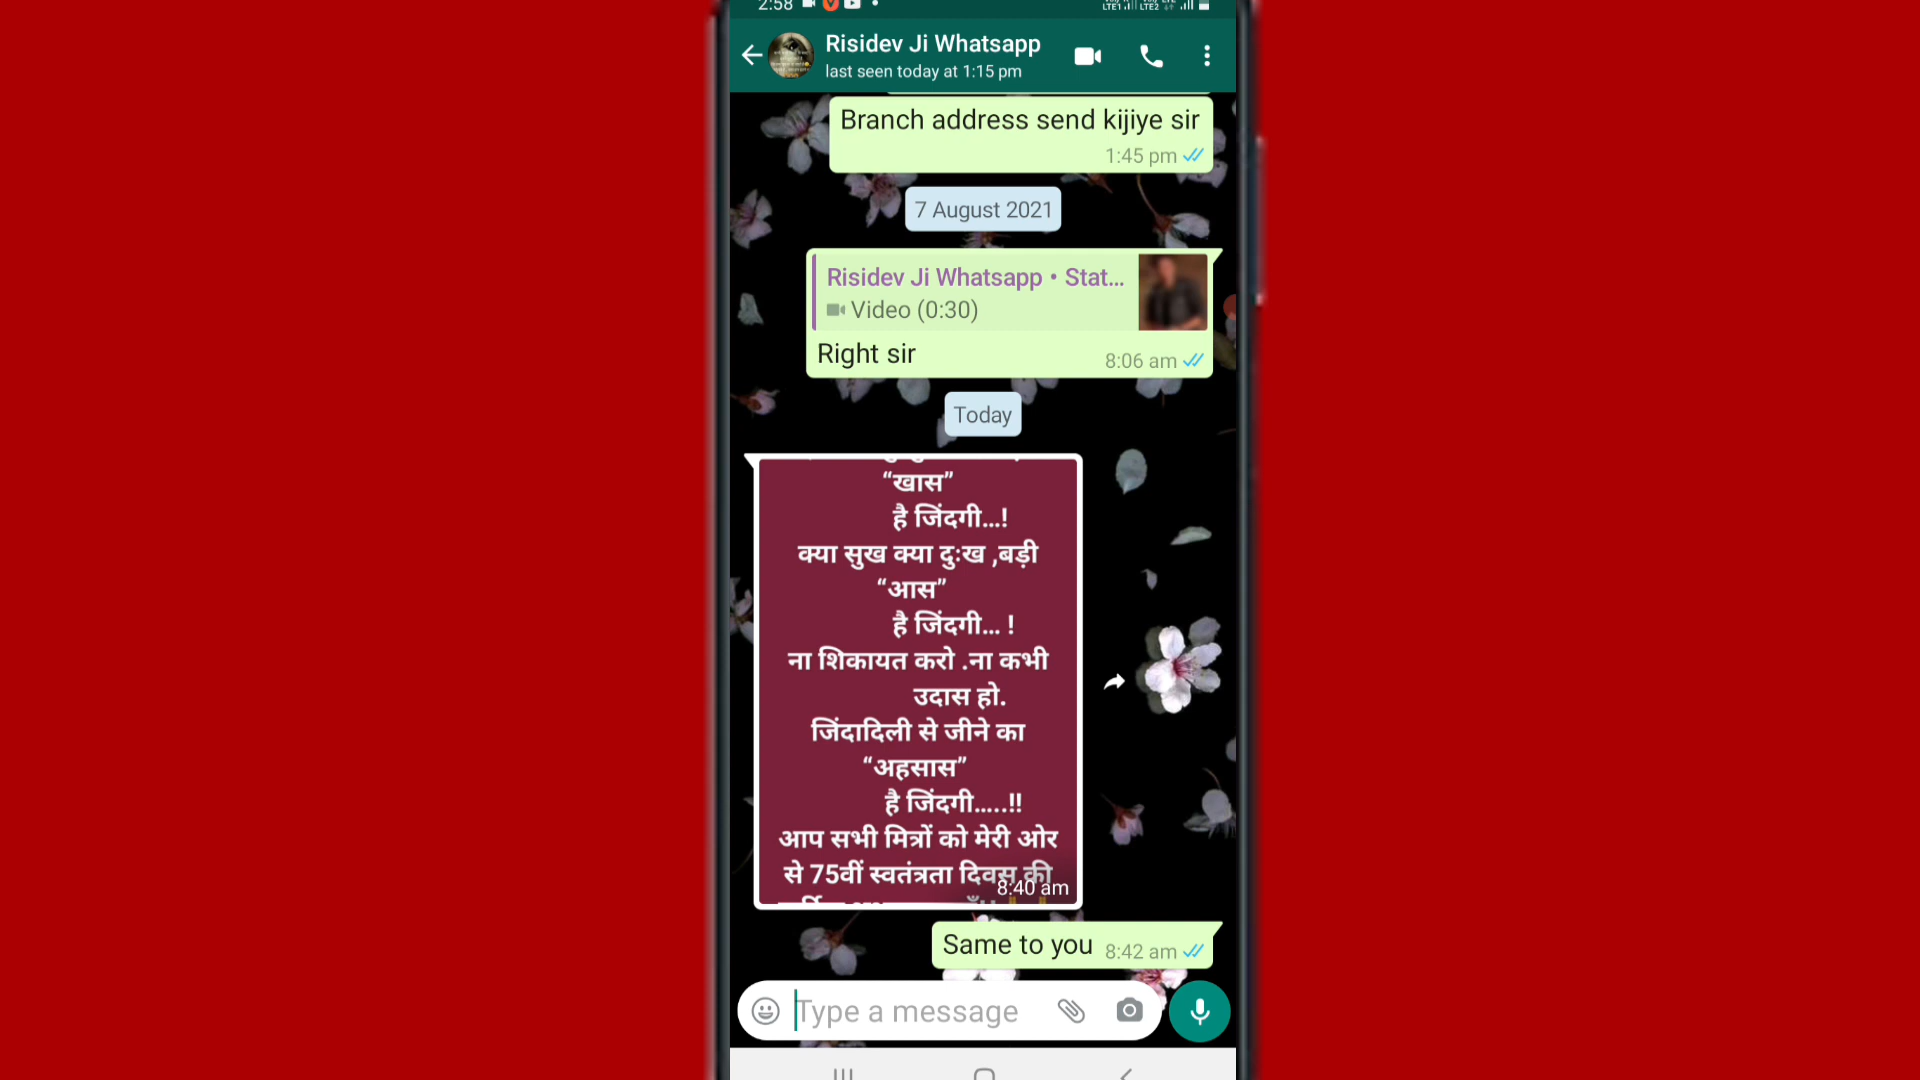 2:58
LTE1 LTE2
Risidev Ji Whatsapp
last seen today at 1:15 pm
Branch address send kijiye sir
1:45 pm
7 August 2021
Risidev Ji Whatsapp • Stat...
Video (0:30)
Right sir
8:06 am
Today
“खास”
है जिंदगी...!
क्या सुख क्या दुःख ,बड़ी
“आस”
है जिंदगी... !
ना शिकायत करो .ना कभी
उदास हो.
जिंदादिली से जीने का
“अहसास”
है जिंदगी.....!!
आप सभी मित्रों को मेरी ओर
से 75वीं स्वतंत्रता दिवस की
8:40 am
Same to you
8:42 am
Type a message